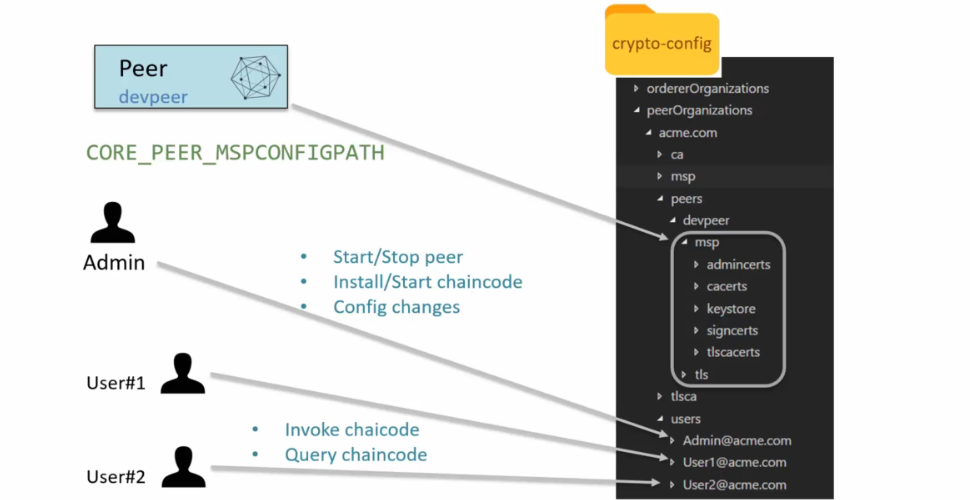 Peer
devpeer
CORE_PEER_MSPCONFIGPATH
Admin
• Start/Stop peer
• Install/Start chaincode
• Config changes
User#1
• Invoke chaicode
• Query chaincode
User#2
crypto-config
ordererOrganizations
peerOrganizations
acme.com
ca
msp
peers
devpeer
msp
admincerts
cacerts
keystore
signcerts
tlscacerts
tls
tlsca
users
Admin@acme.com
User1@acme.com
User2@acme.com